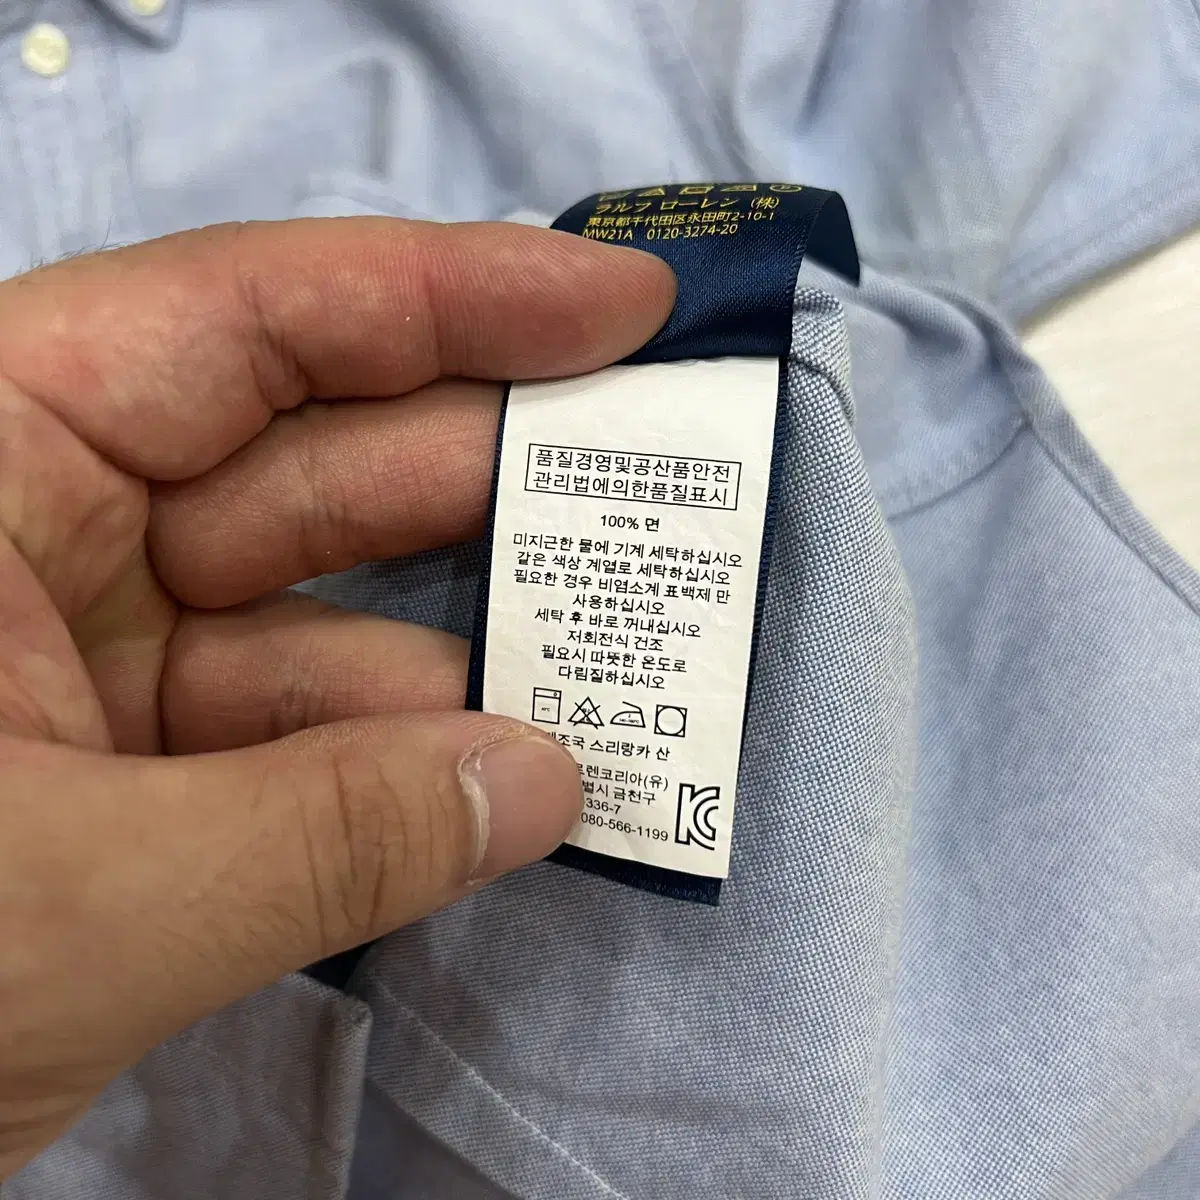 ラルフ ローレン (株)
東京都千代田区永田町2-10-1
MW21A 0120-3274-20
품질경영및공산품안전
관리법에의한품질표시
100% 면
미지근한 물에 기계 세탁하십시오
같은 색상 계열로 세탁하십시오
필요한 경우 비염소계 표백제 만
사용하십시오
세탁 후 바로 꺼내십시오
저회전식 건조
필요시 따뜻한 온도로
다림질하십시오
제조국 스리랑카 산
르렌코리아(유)
별시 금천구
336-7
080-566-1199